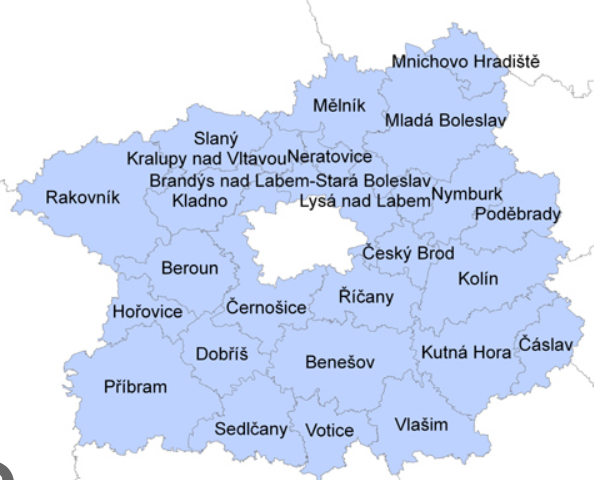 Mnichovo Hradiště
Mělník
Mladá Boleslav
Slaný
Kralupy nad Vltavou
Neratovice
Brandýs nad Labem-Stará Boleslav
Rakovník
Kladno
Lysá nad Labem
Nymburk
Poděbrady
Český Brod
Beroun
Kolín
Říčany
Hořovice
Černošice
Dobříš
Benešov
Kutná Hora
Čáslav
Příbram
Sedlčany
Votice
Vlašim